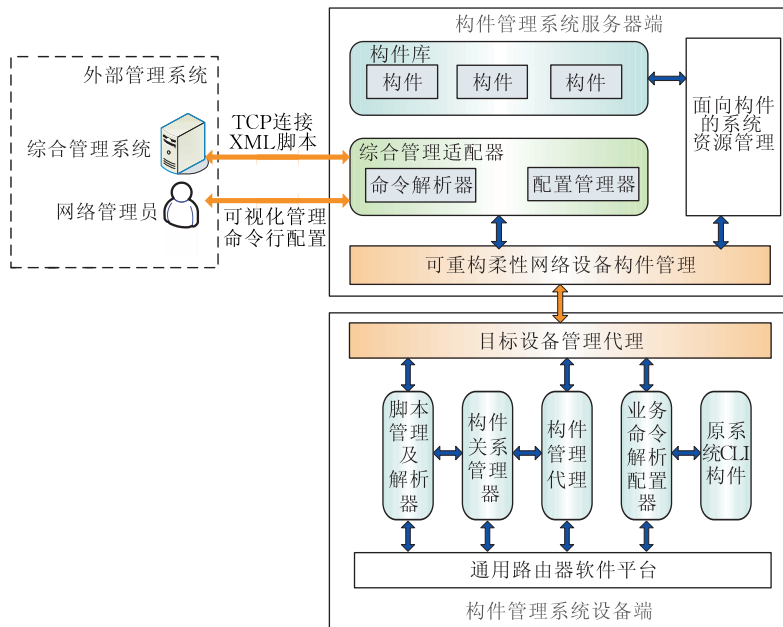 构件管理系统服务器端
构件库
构件
构件
构件
面向构件
的系统
资源管理
外部管理系统
综合管理系统
网络管理员
TCP连接
XML脚本
可视化管理
命令行配置
综合管理适配器
命令解析器
配置管理器
可重构柔性网络设备构件管理
目标设备管理代理
脚本
管理
及
解析
器
构件
关系
管理
器
构件
管理
代理
业务
命令
解析
配置
器
原系
统CLI
构件
通用路由器软件平台
构件管理系统设备端